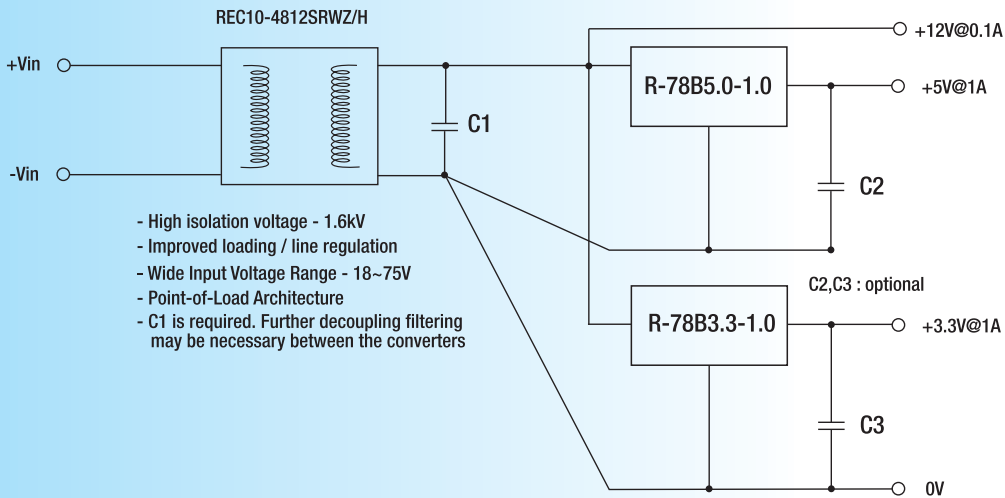 REC10-4812SRWZ/H
+Vin
-Vin
C1
R-78B5.0-1.0
+12V@0.1A
+5V@1A
C2
- High isolation voltage - 1.6kV
- Improved loading / line regulation
- Wide Input Voltage Range - 18~75V
- Point-of-Load Architecture
- C1 is required. Further decoupling filtering
may be necessary between the converters
C2,C3 : optional
R-78B3.3-1.0
+3.3V@1A
C3
0V